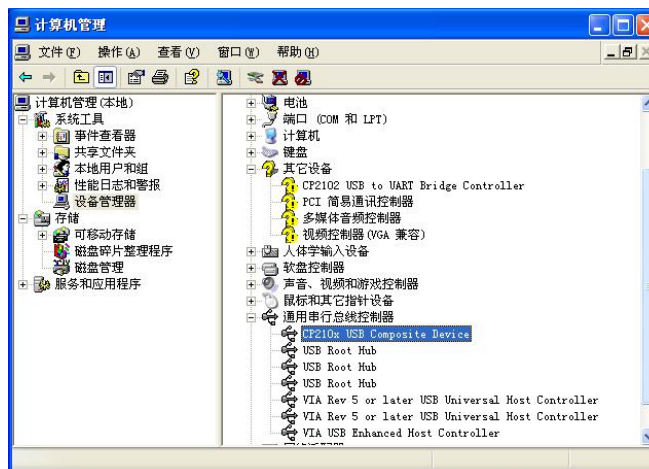 计算机管理
文件(F) 操作(A) 查看(V) 窗口(W) 帮助(H)
计算机管理(本地)
系统工具
事件查看器
共享文件夹
本地用户和组
性能日志和警报
设备管理器
存储
可移动存储
磁盘碎片整理程序
磁盘管理
服务和应用程序
电池
端口 (COM 和 LPT)
计算机
键盘
其它设备
CP2102 USB to UART Bridge Controller
PCI 简易通讯控制器
多媒体音频控制器
视频控制器(VGA 兼容)
人体学输入设备
软盘控制器
声音、视频和游戏控制器
鼠标和其它指针设备
通用串行总线控制器
CP210x USB Composite Device
USB Root Hub
USB Root Hub
USB Root Hub
VIA Rev 5 or later USB Universal Host Controller
VIA Rev 5 or later USB Universal Host Controller
VIA USB Enhanced Host Controller